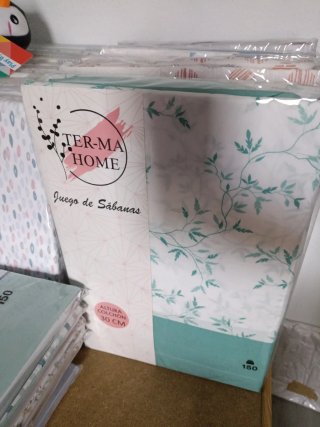 TER-MA
HOME
Juego de Sábanas
ALTURA
COLCHÓN
30 CM
150
150